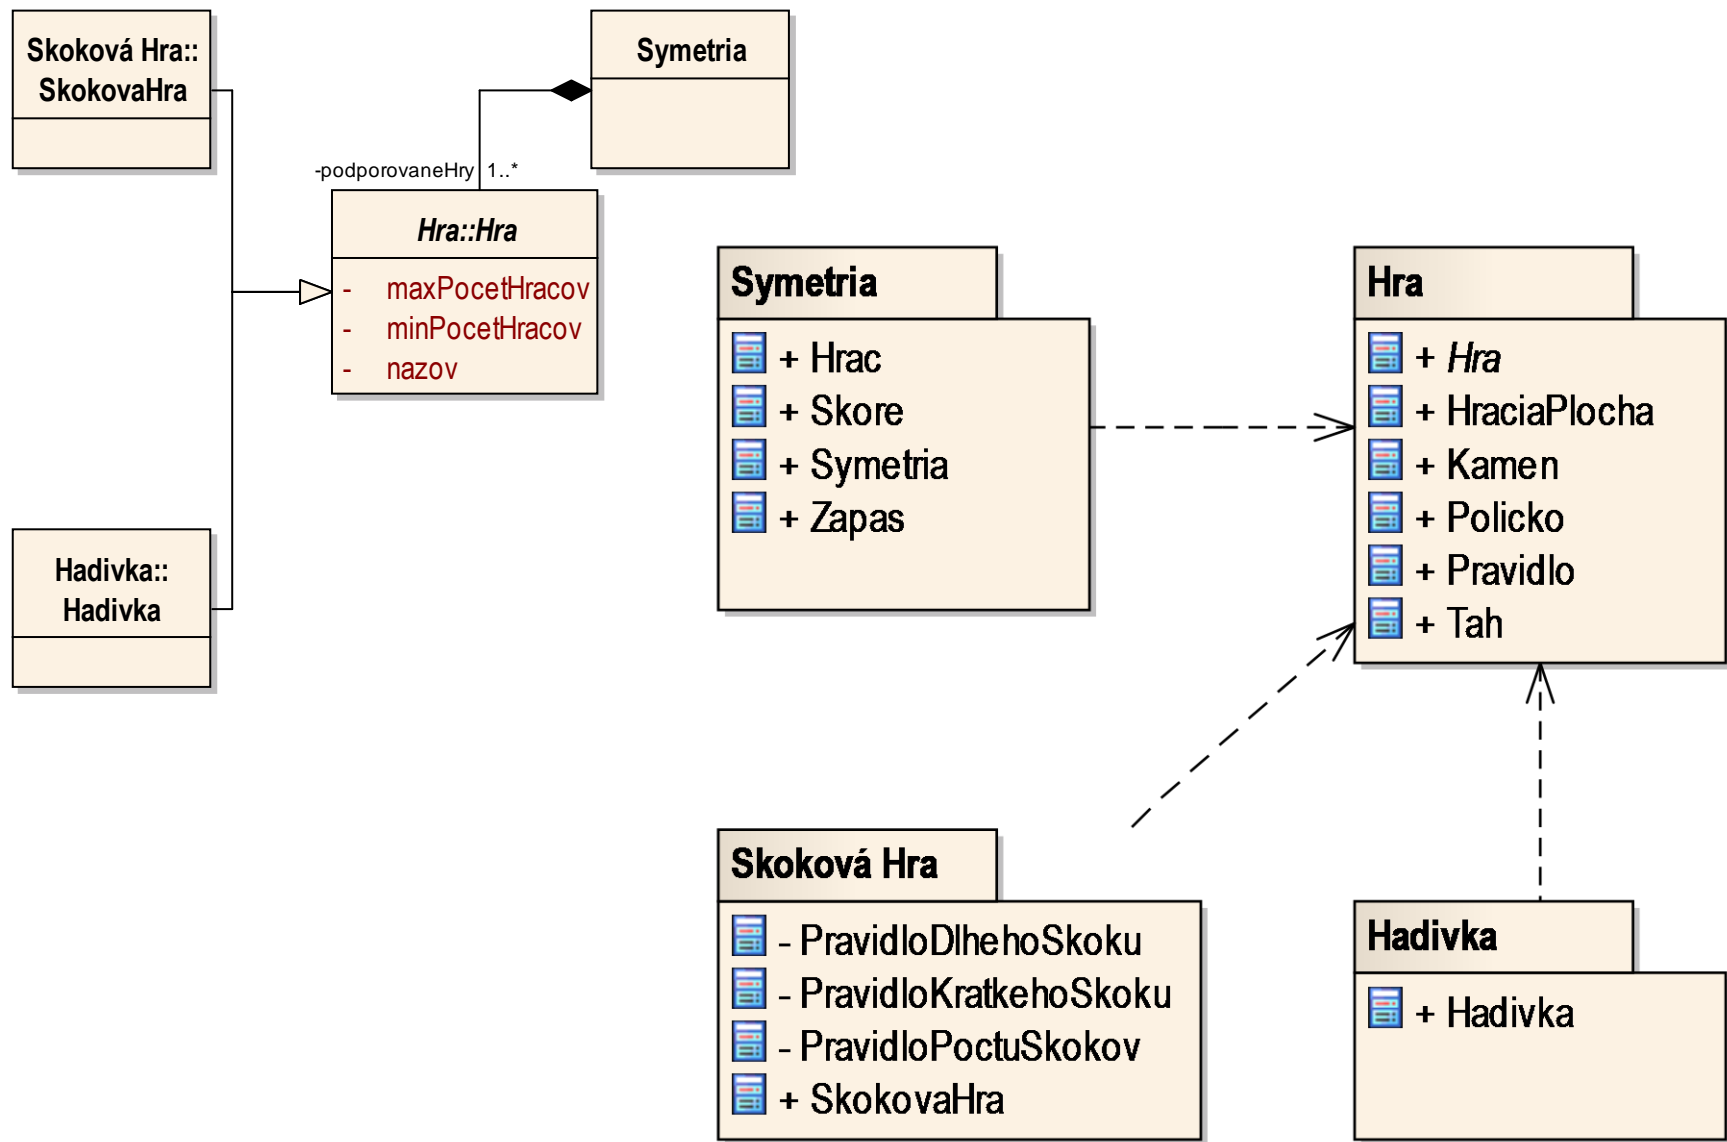 Skoková Hra::
SkokovaHra
Symetria
-podporovaneHry 1..*
Hra::Hra
- maxPocetHracov
- minPocetHracov
- nazov
Hadivka::
Hadivka
Symetria
+ Hrac
+ Skore
+ Symetria
+ Zapas
Hra
+ Hra
+ HraciaPlocha
+ Kamen
+ Policko
+ Pravidlo
+ Tah
Skoková Hra
- PravidloDlhehoSkoku
- PravidloKratkehoSkoku
- PravidloPoctuSkokov
+ SkokovaHra
Hadivka
+ Hadivka